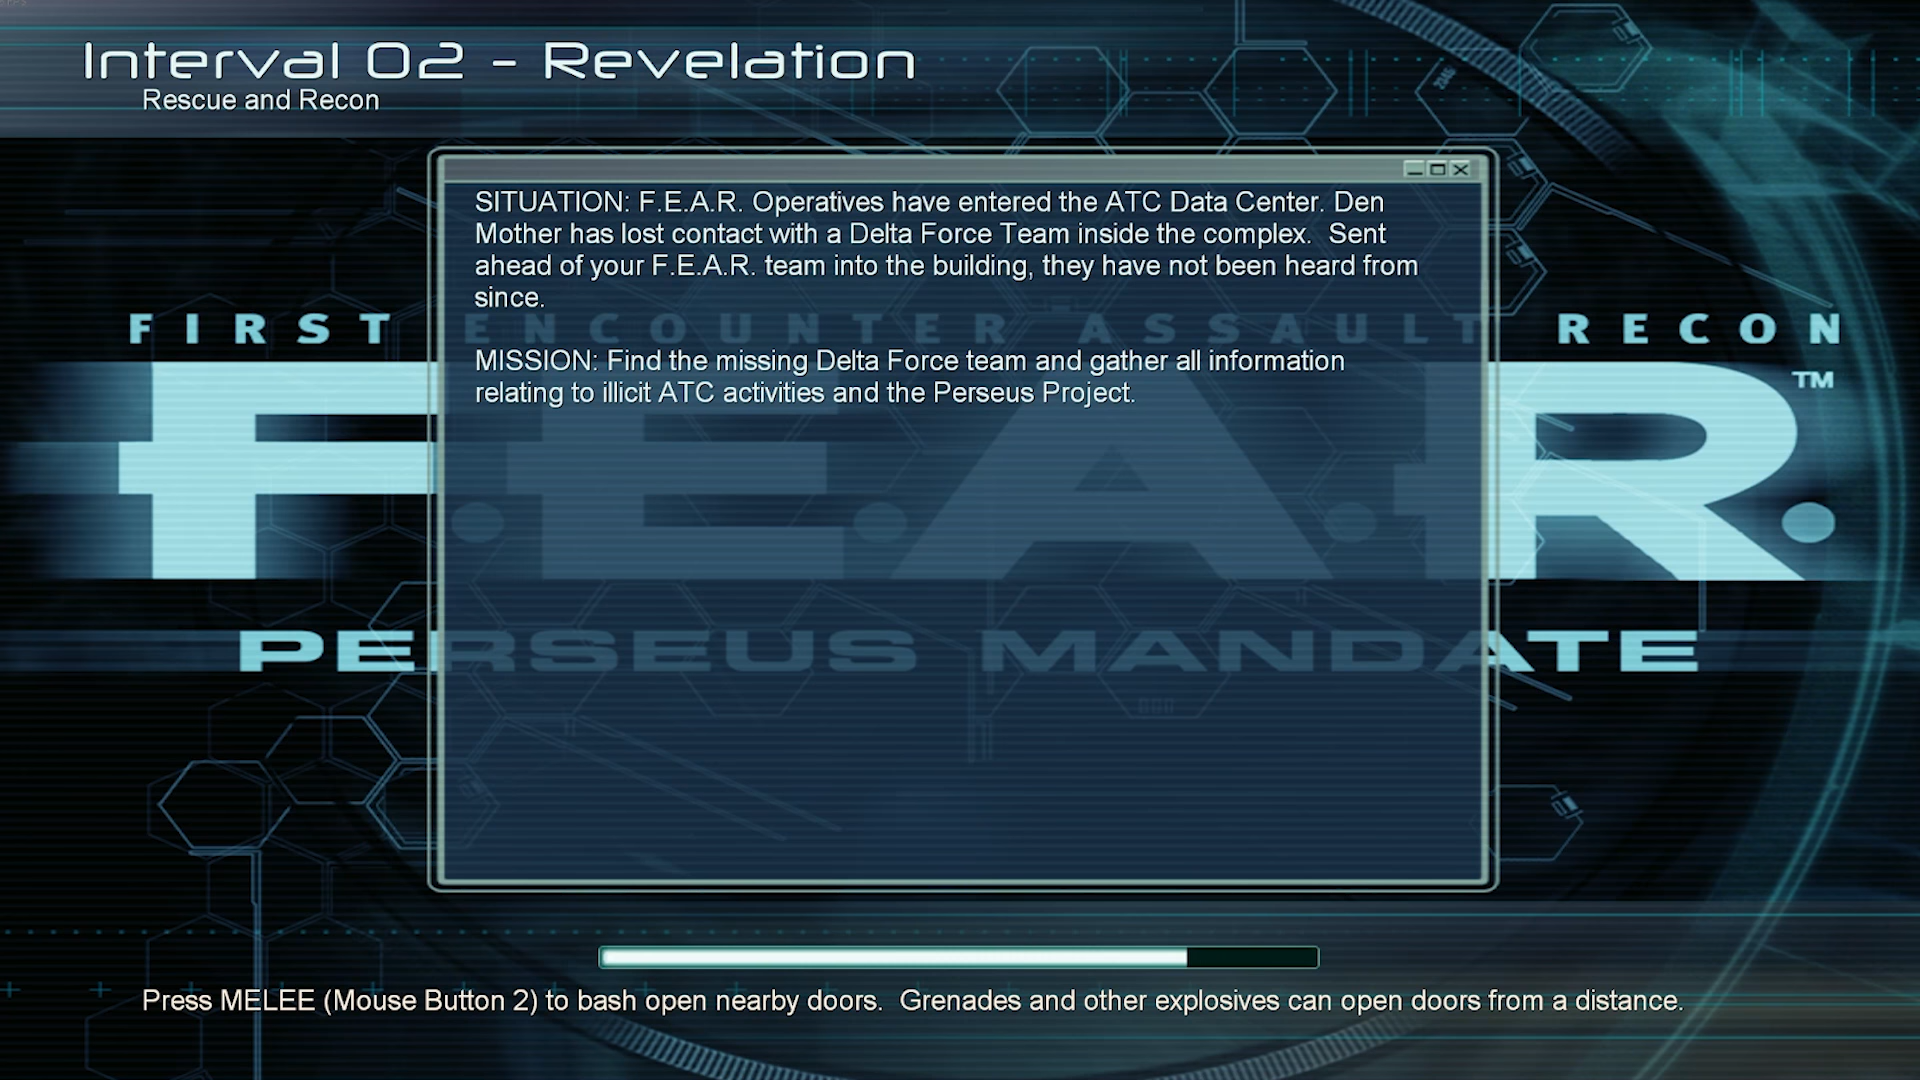 Interval 02 - Revelation
Rescue and Recon
SITUATION: F.E.A.R. Operatives have entered the ATC Data Center. Den
Mother has lost contact with a Delta Force Team inside the complex.  Sent
ahead of your F.E.A.R. team into the building, they have not been heard from
since.
FIRST ENCOUNTER ASSAULT RECON
MISSION: Find the missing Delta Force team and gather all information
relating to illicit ATC activities and the Perseus Project.
F.E.A.R.™
PERSEUS MANDATE
Press MELEE (Mouse Button 2) to bash open nearby doors.  Grenades and other explosives can open doors from a distance.